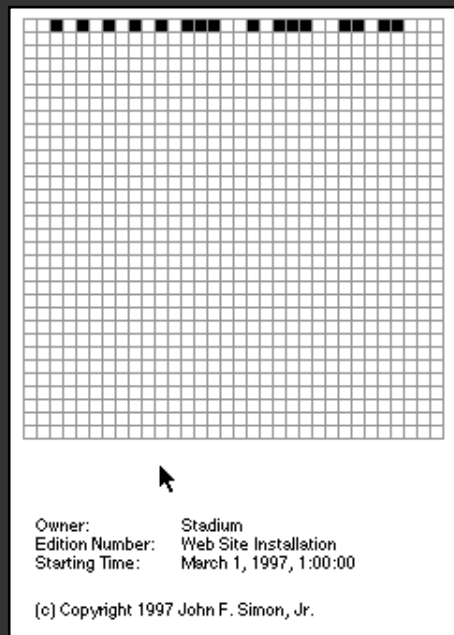 Owner: Stadium
Edition Number: Web Site Installation
Starting Time: March 1, 1997, 1:00:00
(c) Copyright 1997 John F. Simon, Jr.